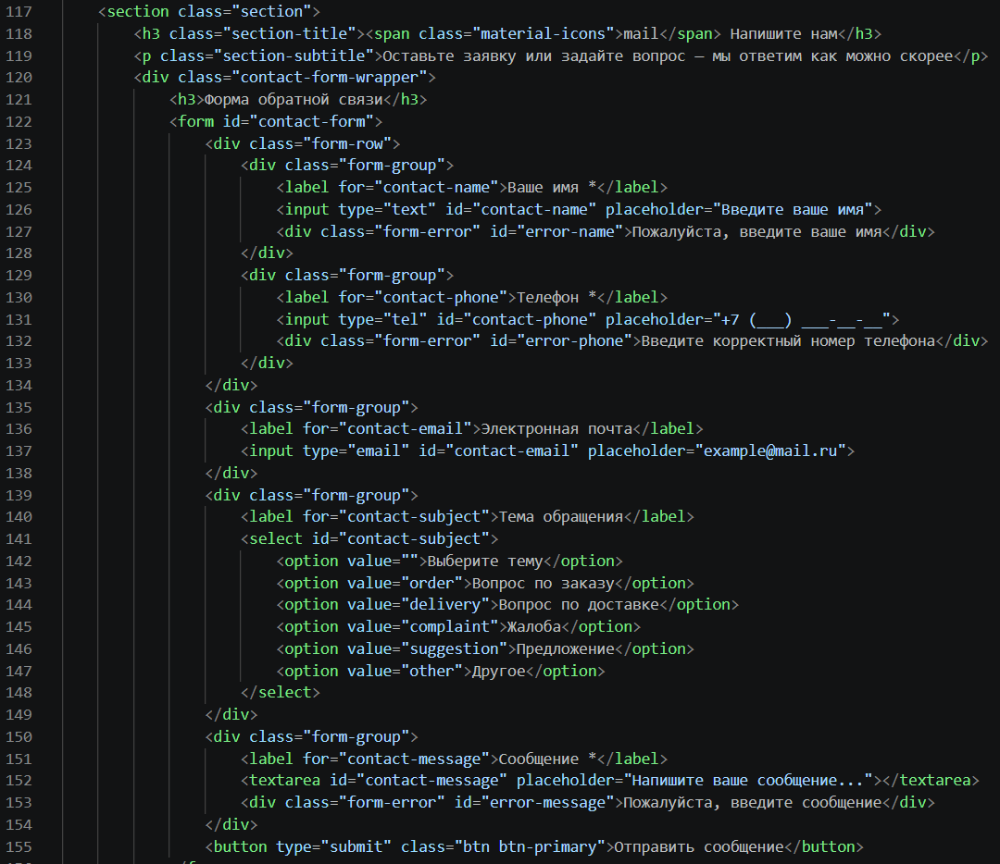 117 <section class="section">
118 <h3 class="section-title"><span class="material-icons">mail</span> Напишите нам</h3>
119 <p class="section-subtitle">Оставьте заявку или задайте вопрос — мы ответим как можно скорее</p>
120 <div class="contact-form-wrapper">
121 <h3>Форма обратной связи</h3>
122 <form id="contact-form">
123 <div class="form-row">
124 <div class="form-group">
125 <label for="contact-name">Ваше имя *</label>
126 <input type="text" id="contact-name" placeholder="Введите ваше имя">
127 <div class="form-error" id="error-name">Пожалуйста, введите ваше имя</div>
128 </div>
129 <div class="form-group">
130 <label for="contact-phone">Телефон *</label>
131 <input type="tel" id="contact-phone" placeholder="+7 (___) ___-__-__">
132 <div class="form-error" id="error-phone">Введите корректный номер телефона</div>
133 </div>
134 </div>
135 <div class="form-group">
136 <label for="contact-email">Электронная почта</label>
137 <input type="email" id="contact-email" placeholder="example@mail.ru">
138 </div>
139 <div class="form-group">
140 <label for="contact-subject">Тема обращения</label>
141 <select id="contact-subject">
142 <option value="">Выберите тему</option>
143 <option value="order">Вопрос по заказу</option>
144 <option value="delivery">Вопрос по доставке</option>
145 <option value="complaint">Жалоба</option>
146 <option value="suggestion">Предложение</option>
147 <option value="other">Другое</option>
148 </select>
149 </div>
150 <div class="form-group">
151 <label for="contact-message">Сообщение *</label>
152 <textarea id="contact-message" placeholder="Напишите ваше сообщение..."></textarea>
153 <div class="form-error" id="error-message">Пожалуйста, введите сообщение</div>
154 </div>
155 <button type="submit" class="btn btn-primary">Отправить сообщение</button>